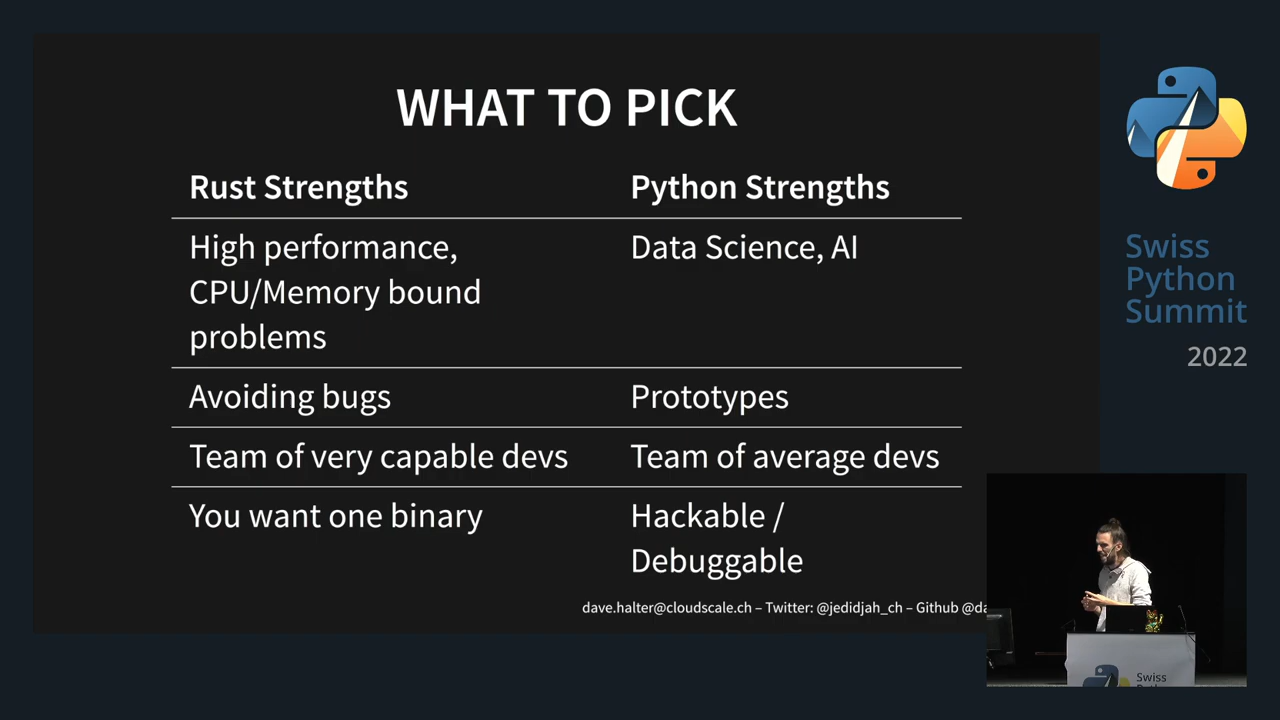 WHAT TO PICK
Rust Strengths
Python Strengths
High performance,
CPU/Memory bound
problems
Data Science, AI
Avoiding bugs
Prototypes
Team of very capable devs
Team of average devs
You want one binary
Hackable /
Debuggable
dave.halter@cloudscale.ch – Twitter: @jedidjah_ch – Github @da
Swiss
Python
Summit
2022
Swiss